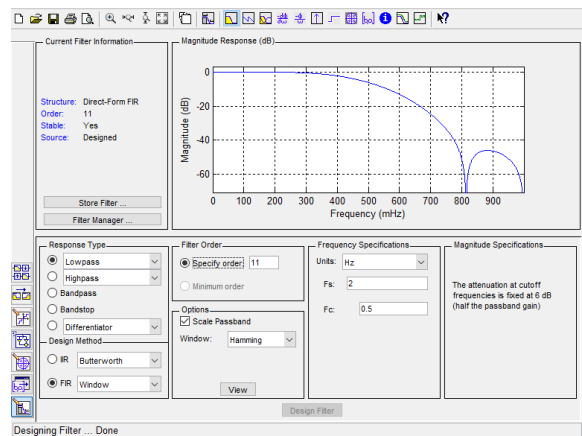 Current Filter Information
Structure: Direct-Form FIR
Order: 11
Stable: Yes
Source: Designed
Store Filter ...
Filter Manager ...
Magnitude Response (dB)
Magnitude (dB)
0
-20
-40
-60
0 100 200 300 400 500 600 700 800 900
Frequency (mHz)
Response Type
Lowpass
Highpass
Bandpass
Bandstop
Differentiator
Design Method
IIR Butterworth
FIR Window
Filter Order
Specify order: 11
Minimum order
Options
Scale Passband
Window: Hamming
View
Frequency Specifications
Units: Hz
Fs: 2
Fc: 0.5
Magnitude Specifications
The attenuation at cutoff
frequencies is fixed at 6 dB
(half the passband gain)
Design Filter
Designing Filter ... Done